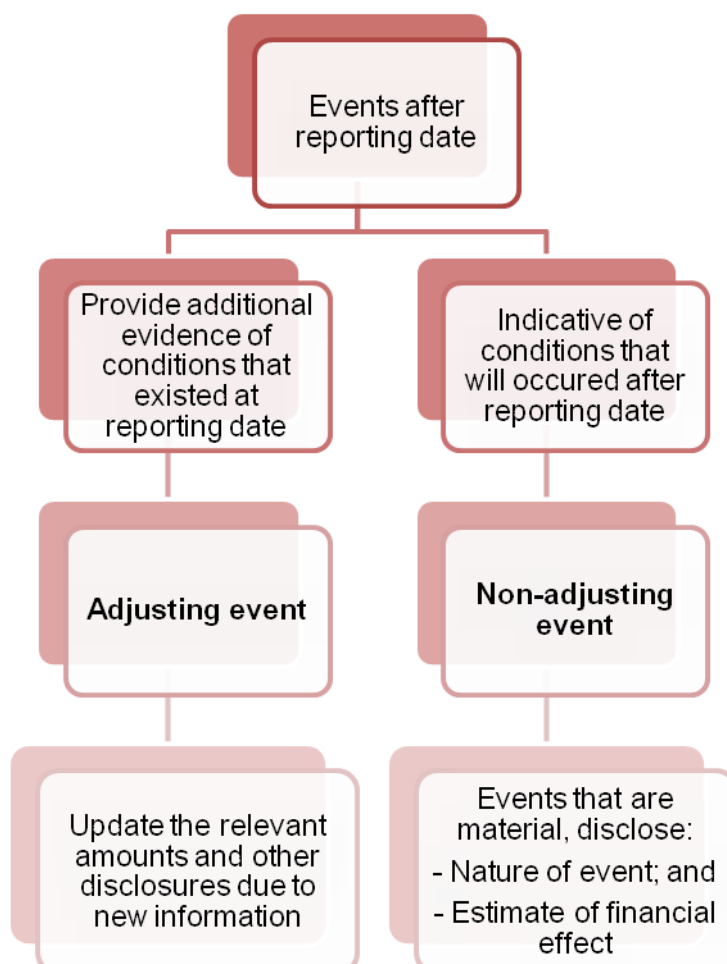 Events after
reporting date
Provide additional
evidence of
conditions that
existed at
reporting date
Indicative of
conditions that
will occured after
reporting date
Adjusting event
Non-adjusting
event
Update the relevant
amounts and other
disclosures due to
new information
Events that are
material, disclose:
- Nature of event; and
- Estimate of financial
effect